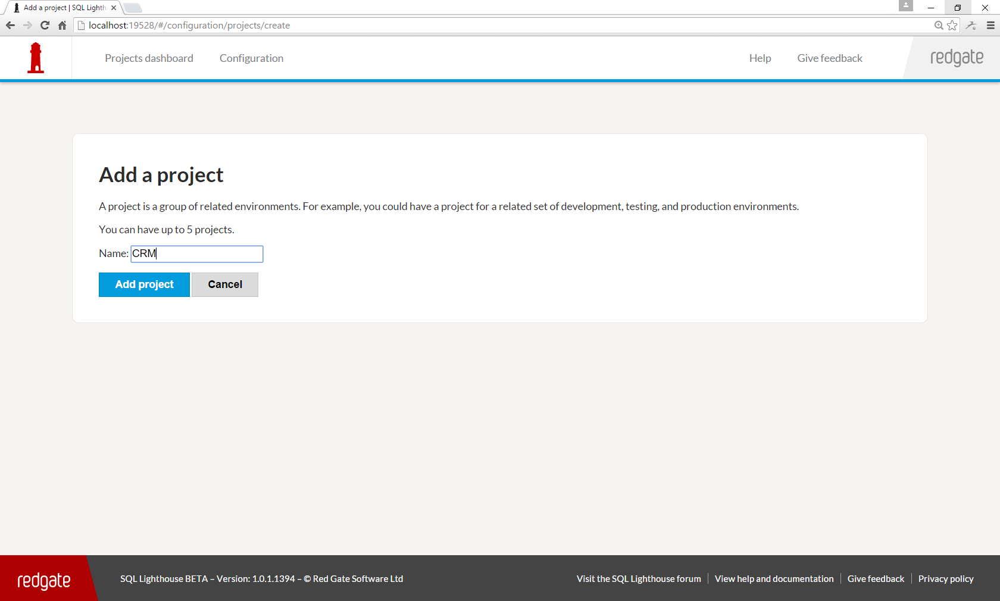 Add a project | SQL Lighth
localhost:19528/#/configuration/projects/create
Projects dashboard Configuration Help Give feedback redgate
Add a project
A project is a group of related environments. For example, you could have a project for a related set of development, testing, and production environments.
You can have up to 5 projects.
Name: CRM
Add project Cancel
redgate SQL Lighthouse BETA – Version: 1.0.1.1394 – © Red Gate Software Ltd Visit the SQL Lighthouse forum View help and documentation Give feedback Privacy policy